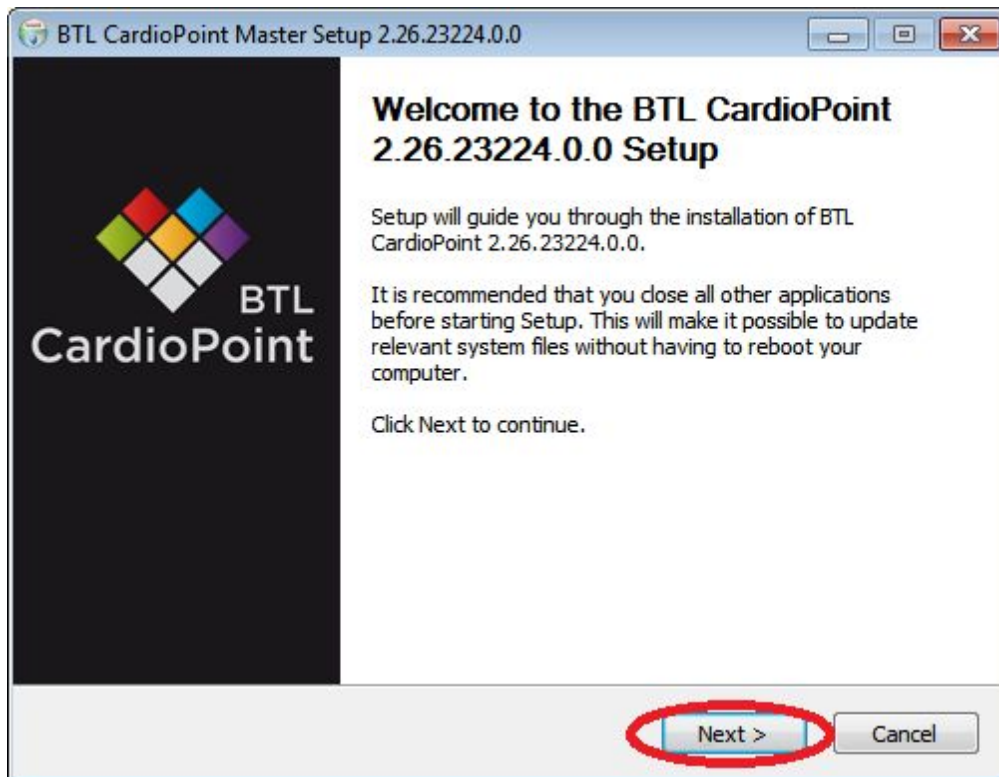 BTL CardioPoint Master Setup 2.26.23224.0.0
BTL
CardioPoint
Welcome to the BTL CardioPoint
2.26.23224.0.0 Setup
Setup will guide you through the installation of BTL
CardioPoint 2.26.23224.0.0.
It is recommended that you close all other applications
before starting Setup. This will make it possible to update
relevant system files without having to reboot your
computer.
Click Next to continue.
Next >
Cancel